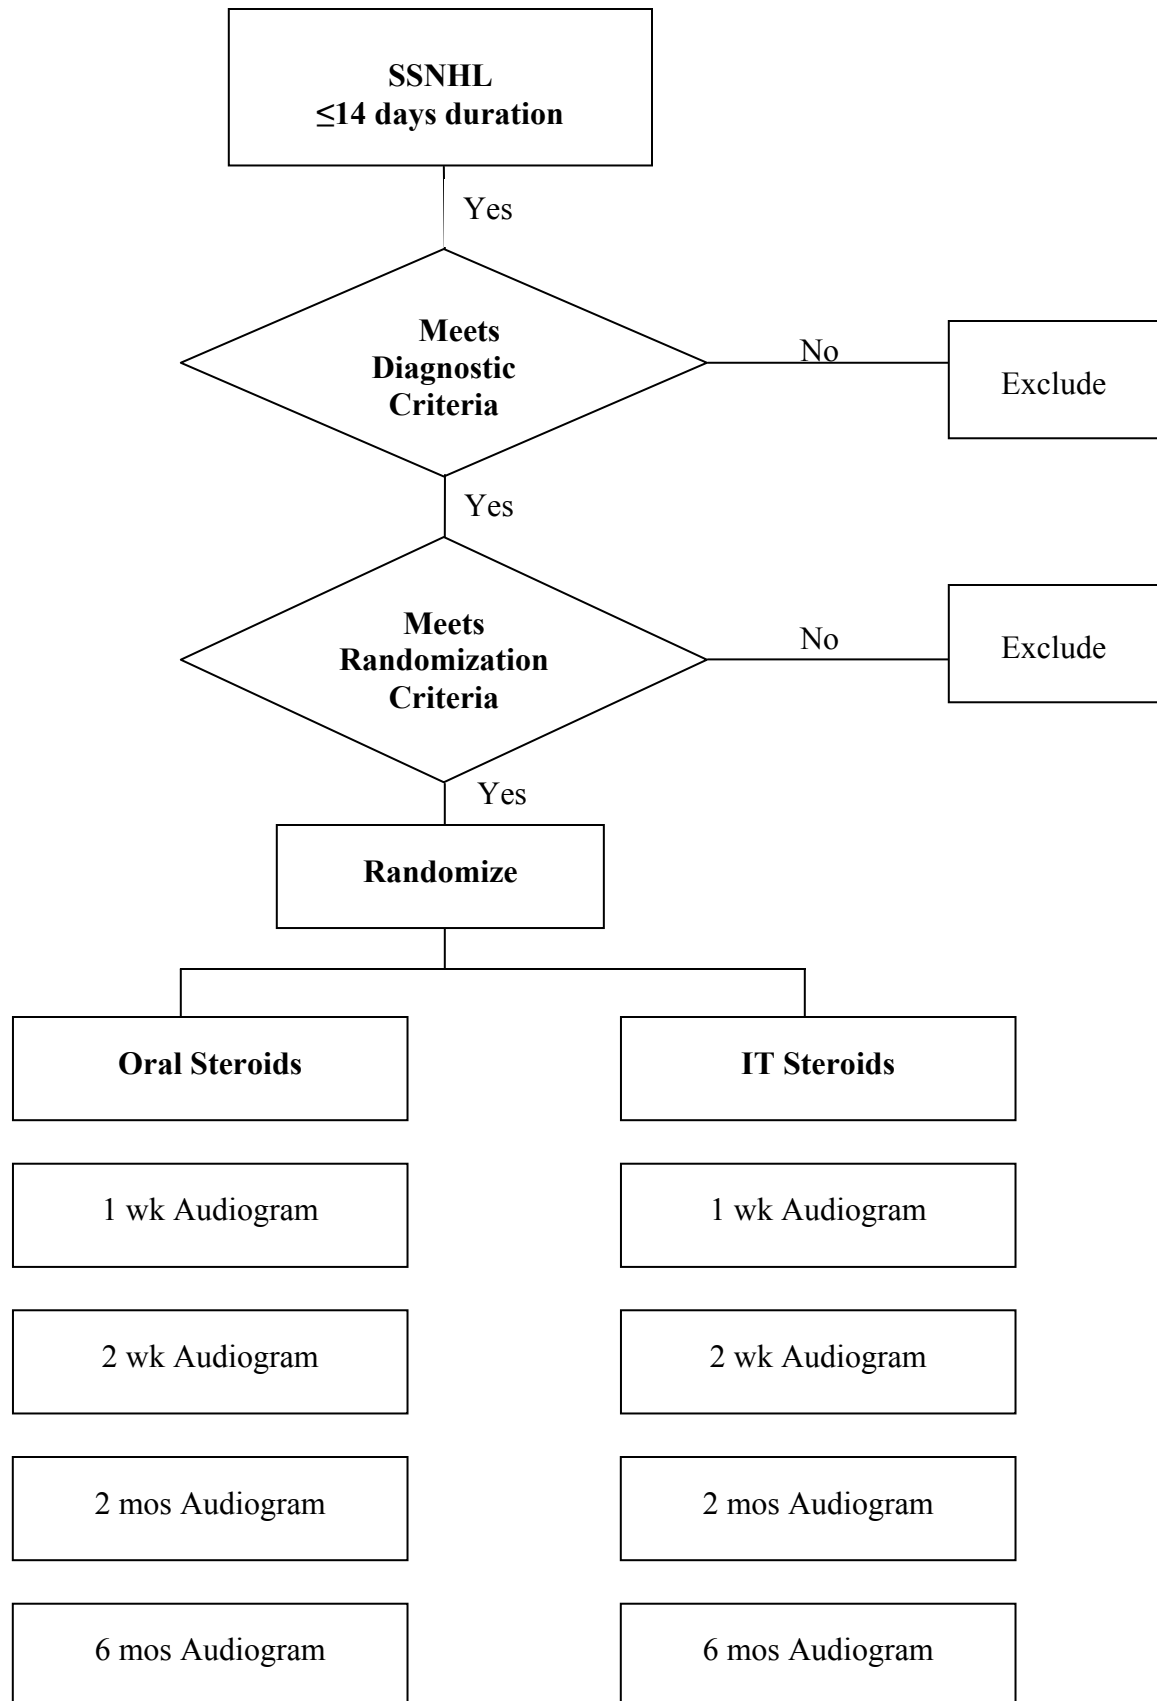 SSNHL
≤14 days duration
Yes
Meets
Diagnostic
Criteria
No
Exclude
Yes
Meets
Randomization
Criteria
No
Exclude
Yes
Randomize
Oral Steroids
IT Steroids
1 wk Audiogram
1 wk Audiogram
2 wk Audiogram
2 wk Audiogram
2 mos Audiogram
2 mos Audiogram
6 mos Audiogram
6 mos Audiogram